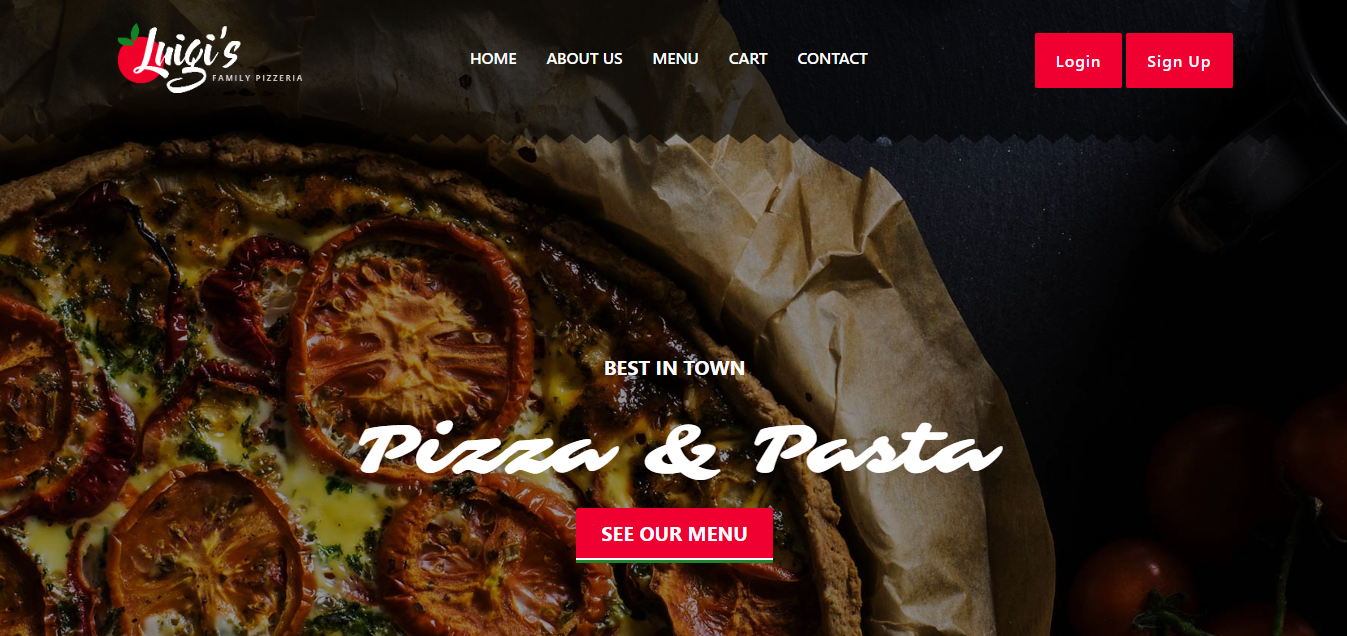 Luigi's
FAMILY PIZZERIA
HOME ABOUT US MENU CART CONTACT
Login Sign Up
BEST IN TOWN
Pizza & Pasta
SEE OUR MENU